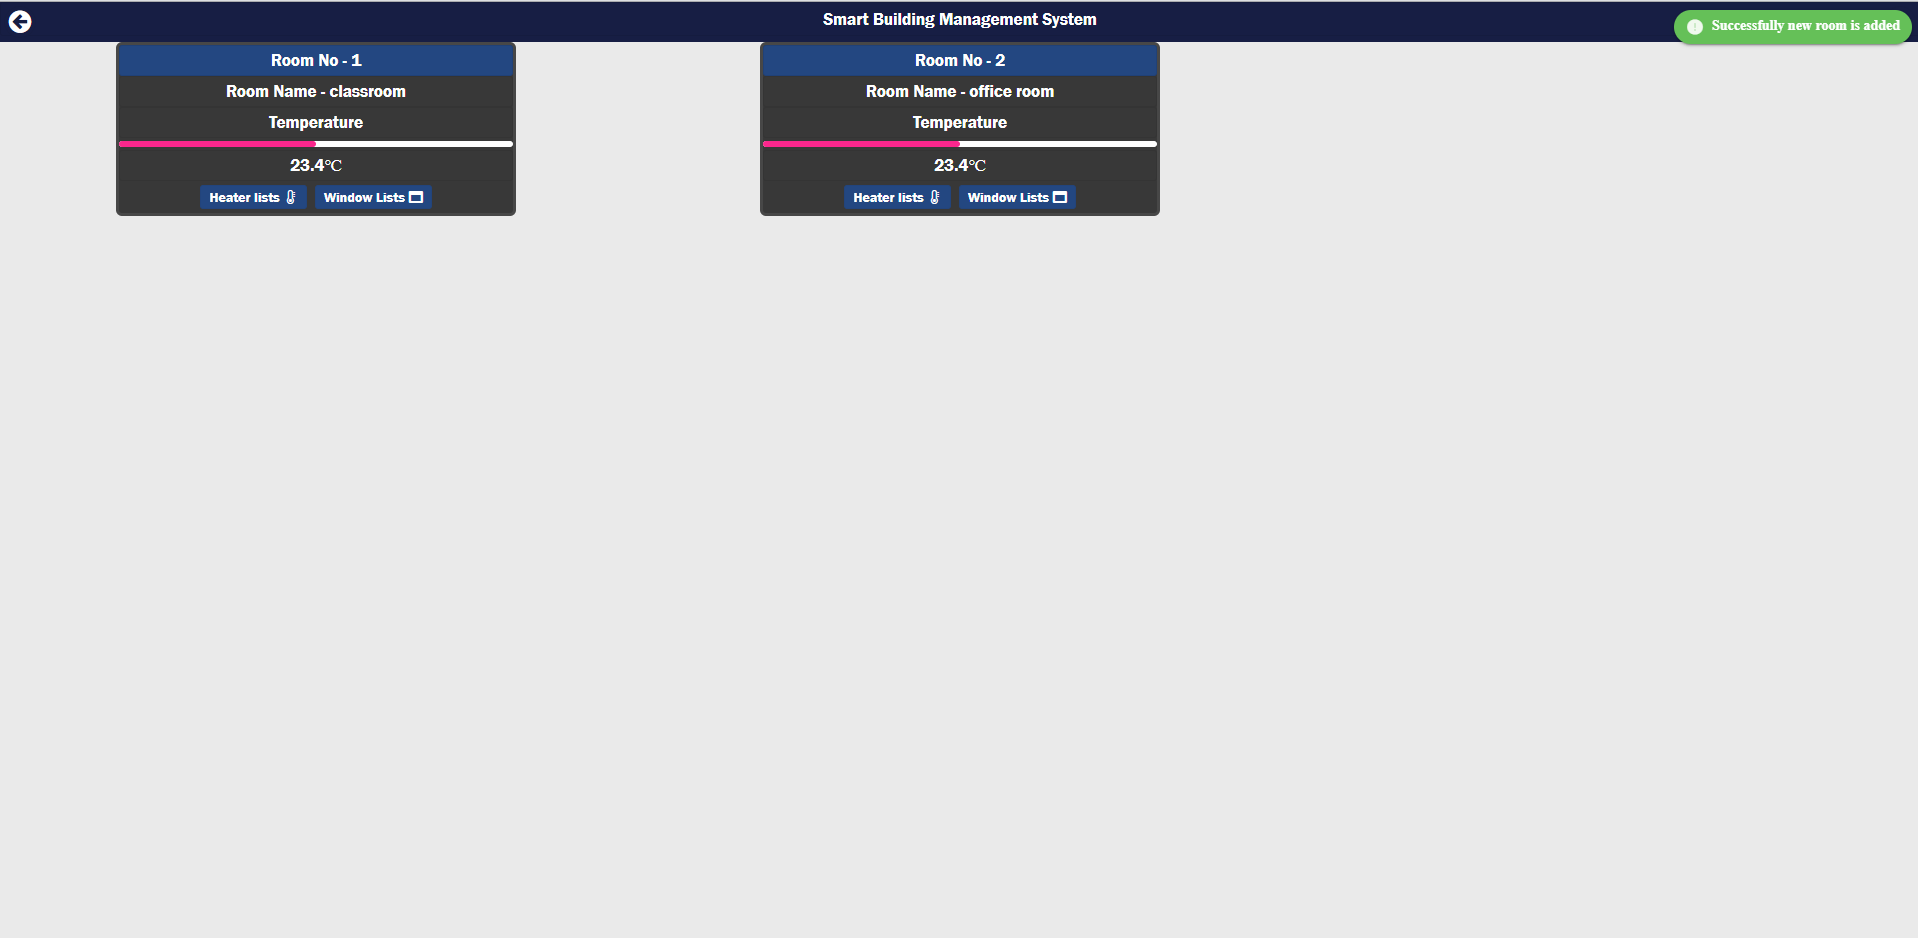 Smart Building Management System
Successfully new room is added
Room No - 1
Room Name - classroom
Temperature
23.4℃
Heater lists
Window Lists
Room No - 2
Room Name - office room
Temperature
23.4℃
Heater lists
Window Lists